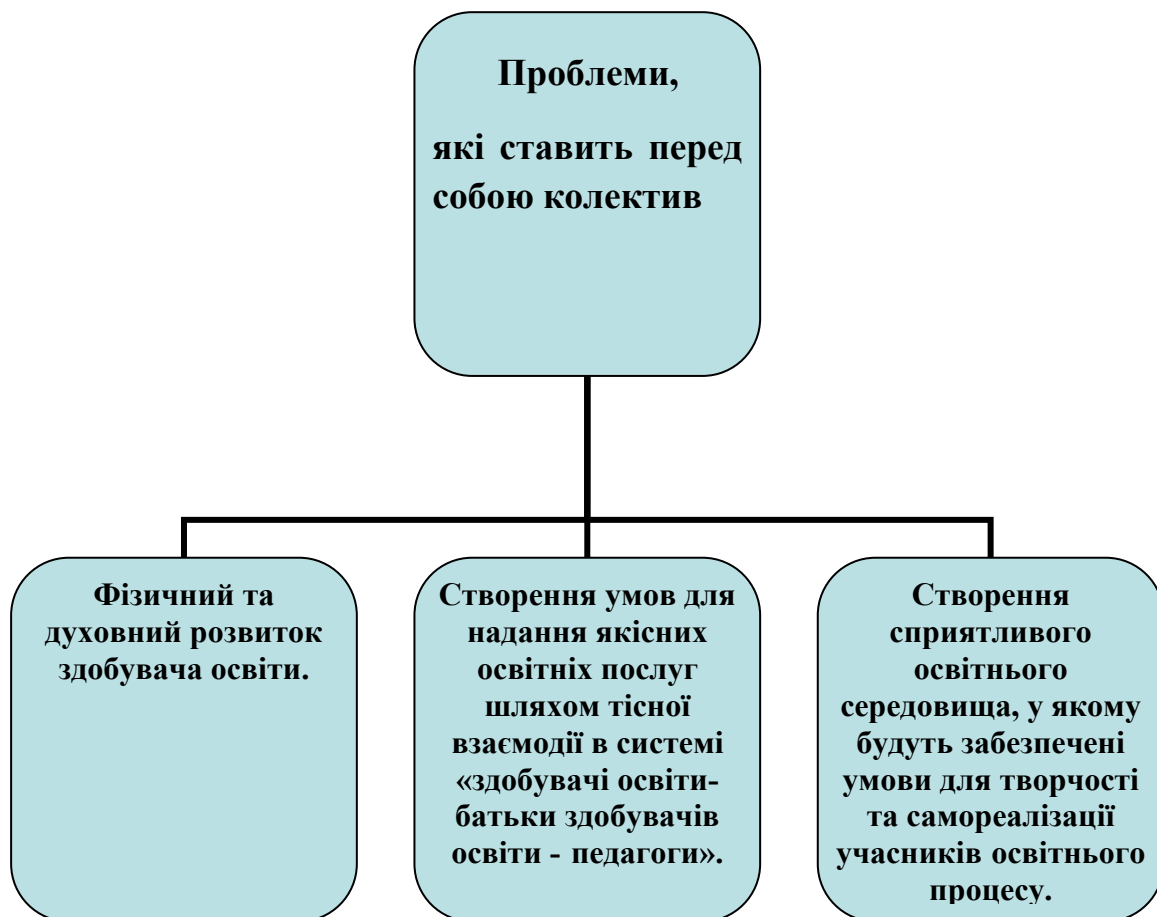 Проблеми,
які ставить перед
собою колектив
Фізичний та
духовний розвиток
здобувача освіти.
Створення умов для
надання якісних
освітніх послуг
шляхом тісної
взаємодії в системі
«здобувачі освіти-
батьки здобувачів
освіти - педагоги».
Створення
сприятливого
освітнього
середовища, у якому
будуть забезпечені
умови для творчості
та самореалізації
учасників освітнього
процесу.